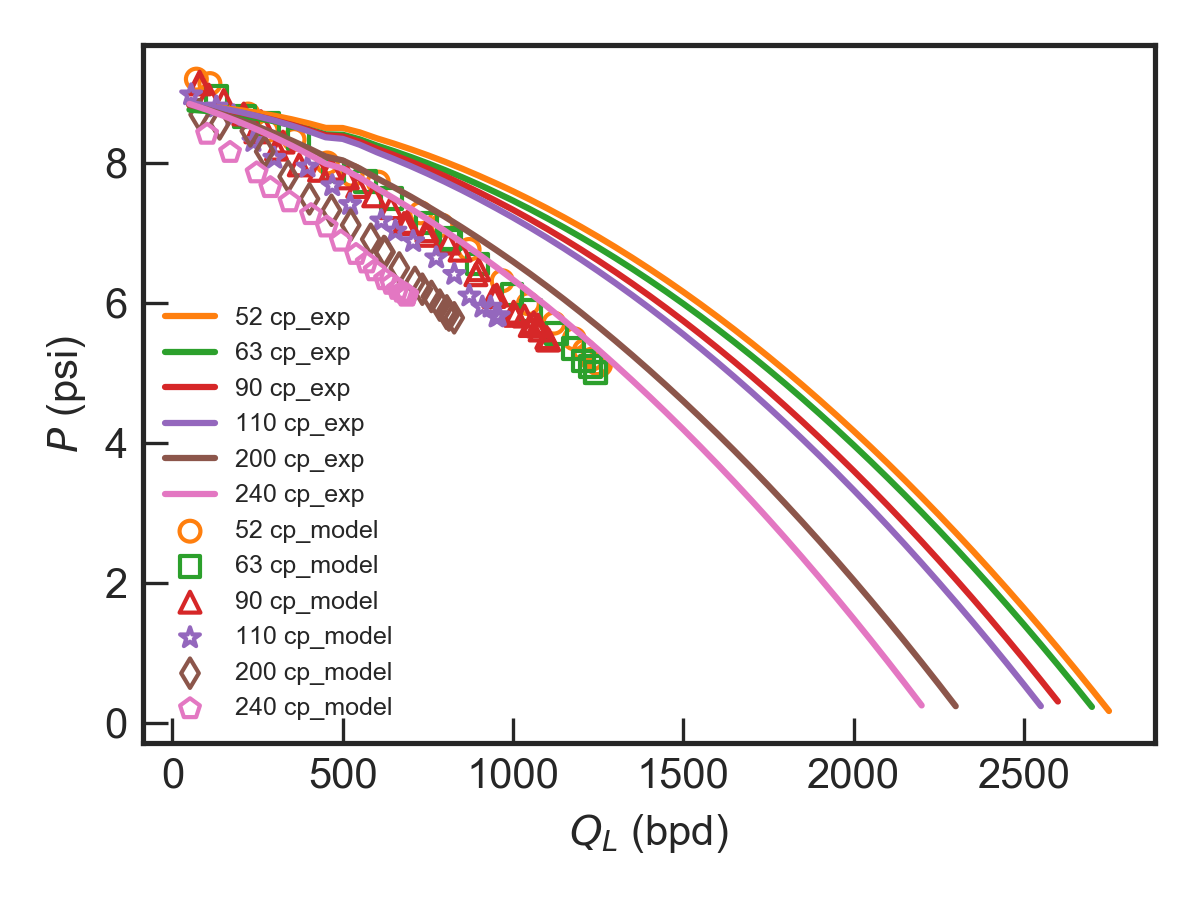 8
6
4
2
0
P (psi)
52 cp_exp
63 cp_exp
90 cp_exp
110 cp_exp
200 cp_exp
240 cp_exp
52 cp_model
63 cp_model
90 cp_model
110 cp_model
200 cp_model
240 cp_model
0 500 1000 1500 2000 2500
Q_L (bpd)